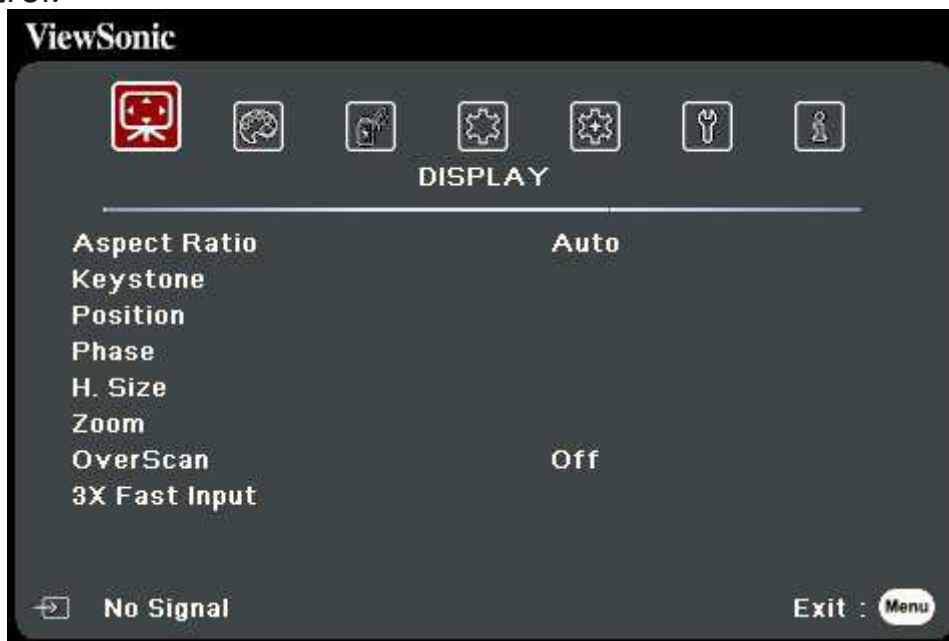 ViewSonic
DISPLAY
Aspect Ratio Auto
Keystone
Position
Phase
H. Size
Zoom
OverScan Off
3X Fast Input
No Signal Exit : Menu